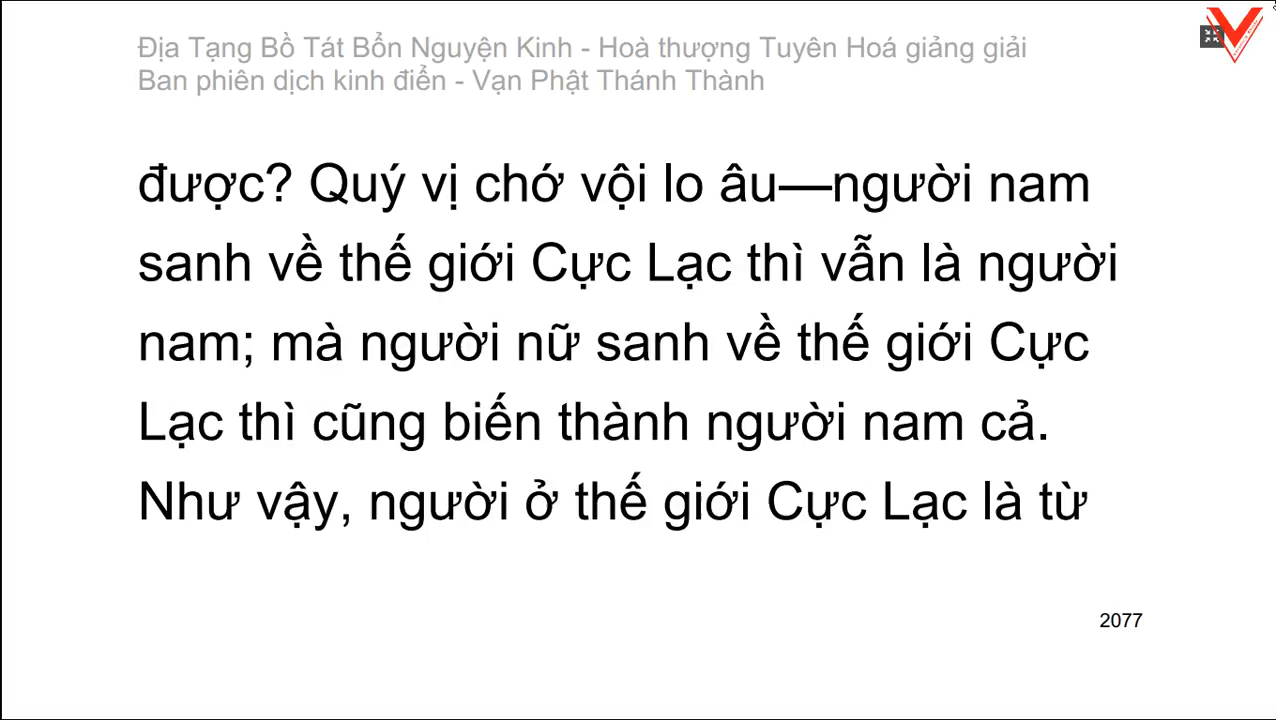 Địa Tạng Bồ Tát Bổn Nguyện Kinh - Hoà thượng Tuyên Hoá giảng giải
Ban phiên dịch kinh điển - Vạn Phật Thánh Thành
được? Quý vị chớ vội lo âu—người nam
sanh về thế giới Cực Lạc thì vẫn là người
nam; mà người nữ sanh về thế giới Cực
Lạc thì cũng biến thành người nam cả.
Như vậy, người ở thế giới Cực Lạc là từ
2077